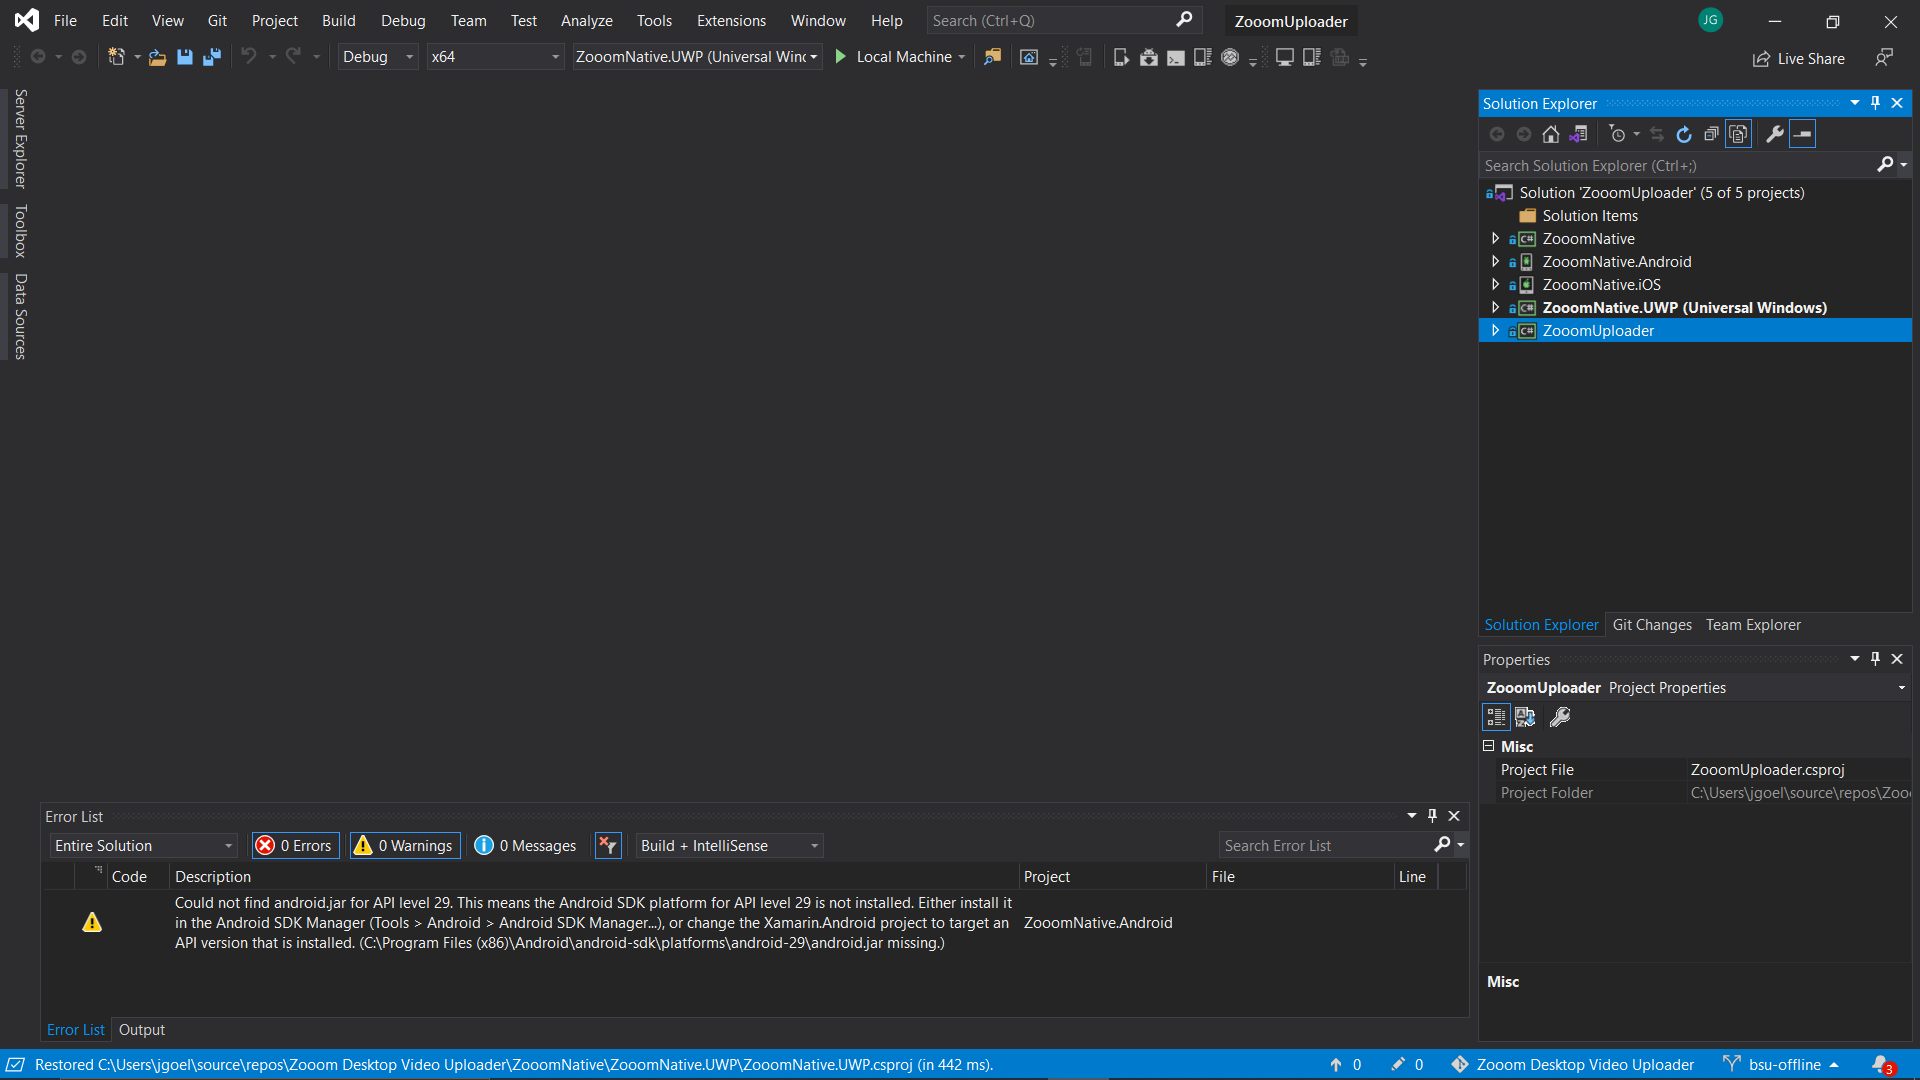 File Edit View Git Project Build Debug Team Test Analyze Tools Extensions Window Help Search (Ctrl+Q) ZooomUploader JG
Debug x64 ZooomNative.UWP (Universal Winc Local Machine Live Share
Server Explorer
Toolbox
Data Sources
Solution Explorer
Search Solution Explorer (Ctrl+;)
Solution 'ZooomUploader' (5 of 5 projects)
Solution Items
C# ZooomNative
ZooomNative.Android
ZooomNative.iOS
C# ZooomNative.UWP (Universal Windows)
C# ZooomUploader
Solution Explorer Git Changes Team Explorer
Properties
ZooomUploader Project Properties
Misc
Project File ZooomUploader.csproj
Project Folder C:\Users\jgoel\source\repos\Zooo
Misc
Error List
Entire Solution 0 Errors 0 Warnings 0 Messages Build + IntelliSense Search Error List
Code Description Project File Line
Could not find android.jar for API level 29. This means the Android SDK platform for API level 29 is not installed. Either install it
in the Android SDK Manager (Tools > Android > Android SDK Manager...), or change the Xamarin.Android project to target an
API version that is installed. (C:\Program Files (x86)\Android\android-sdk\platforms\android-29\android.jar missing.)
ZooomNative.Android
Error List Output
Restored C:\Users\jgoel\source\repos\Zooom Desktop Video Uploader\ZooomNative\ZooomNative.UWP\ZooomNative.UWP.csproj (in 442 ms). 0 0 Zooom Desktop Video Uploader bsu-offline 3